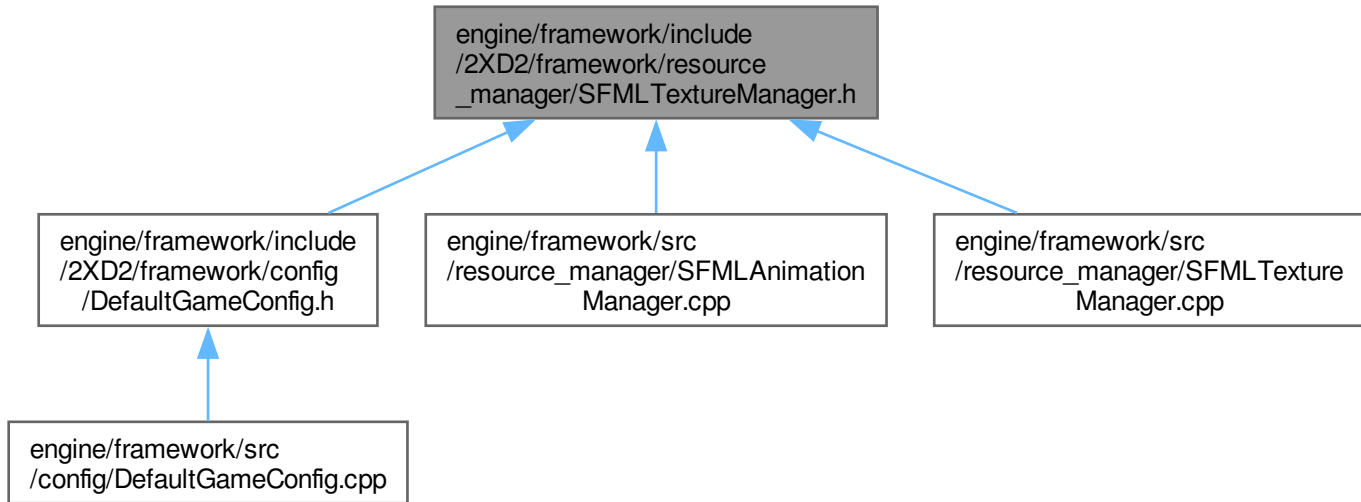 engine/framework/include
/2XD2/framework/resource
_manager/SFMLTextureManager.h
engine/framework/include
/2XD2/framework/config
/DefaultGameConfig.h
engine/framework/src
/resource_manager/SFMLAnimation
Manager.cpp
engine/framework/src
/resource_manager/SFMLTexture
Manager.cpp
engine/framework/src
/config/DefaultGameConfig.cpp